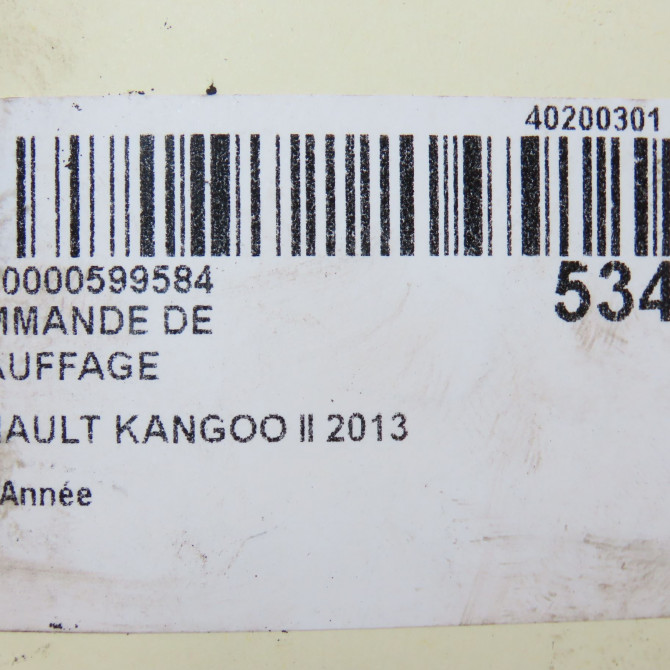 40200301
0000599584
534
MMANDE DE
AUFFAGE
AULT KANGOO II 2013
Année